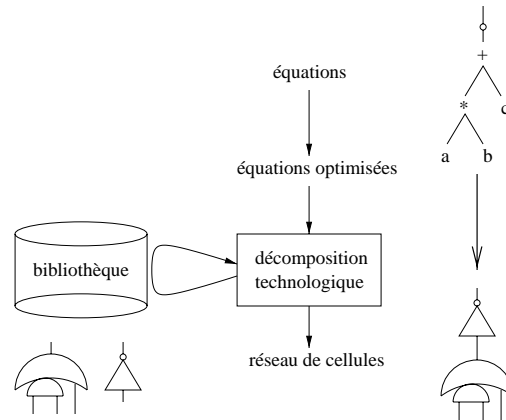 équations
équations optimisées
bibliothèque
décomposition
technologique
réseau de cellules
+
*
c
a
b